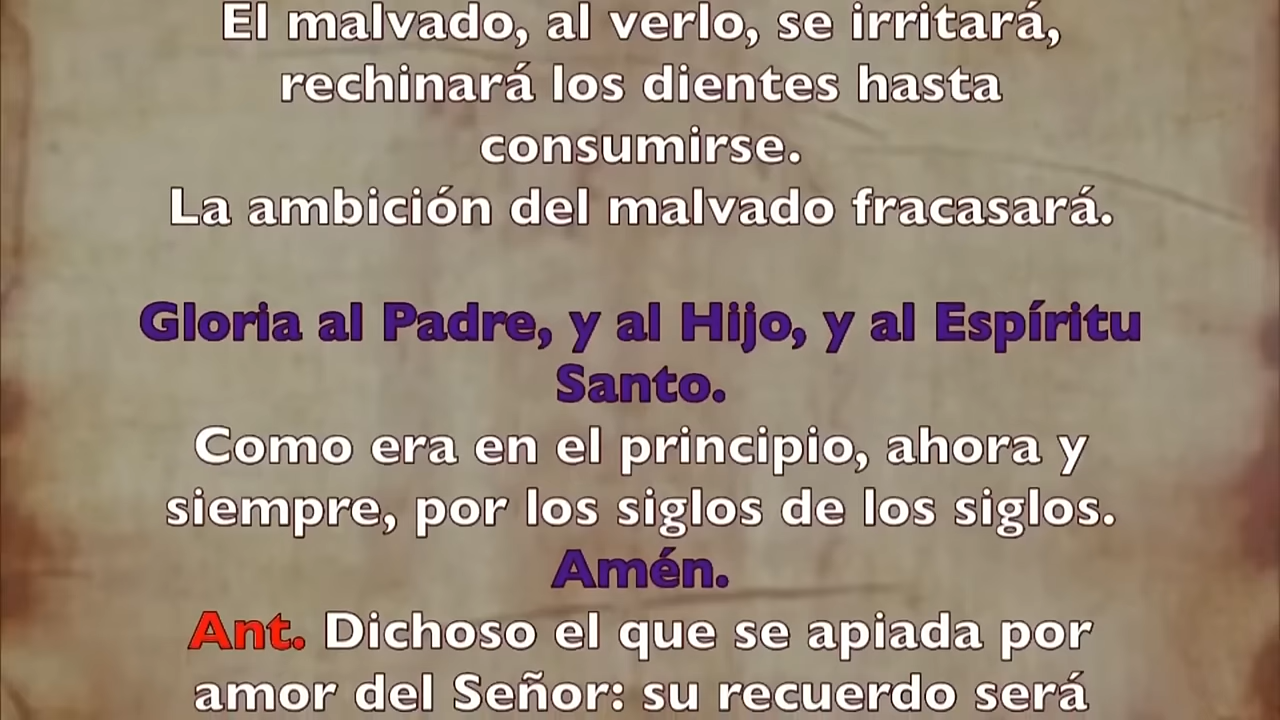 El malvado, al verlo, se irritará,
rechinará los dientes hasta
consumirse.
La ambición del malvado fracasará.
Gloria al Padre, y al Hijo, y al Espíritu
Santo.
Como era en el principio, ahora y
siempre, por los siglos de los siglos.
Amén.
Ant. Dichoso el que se apiada por
amor del Señor: su recuerdo será